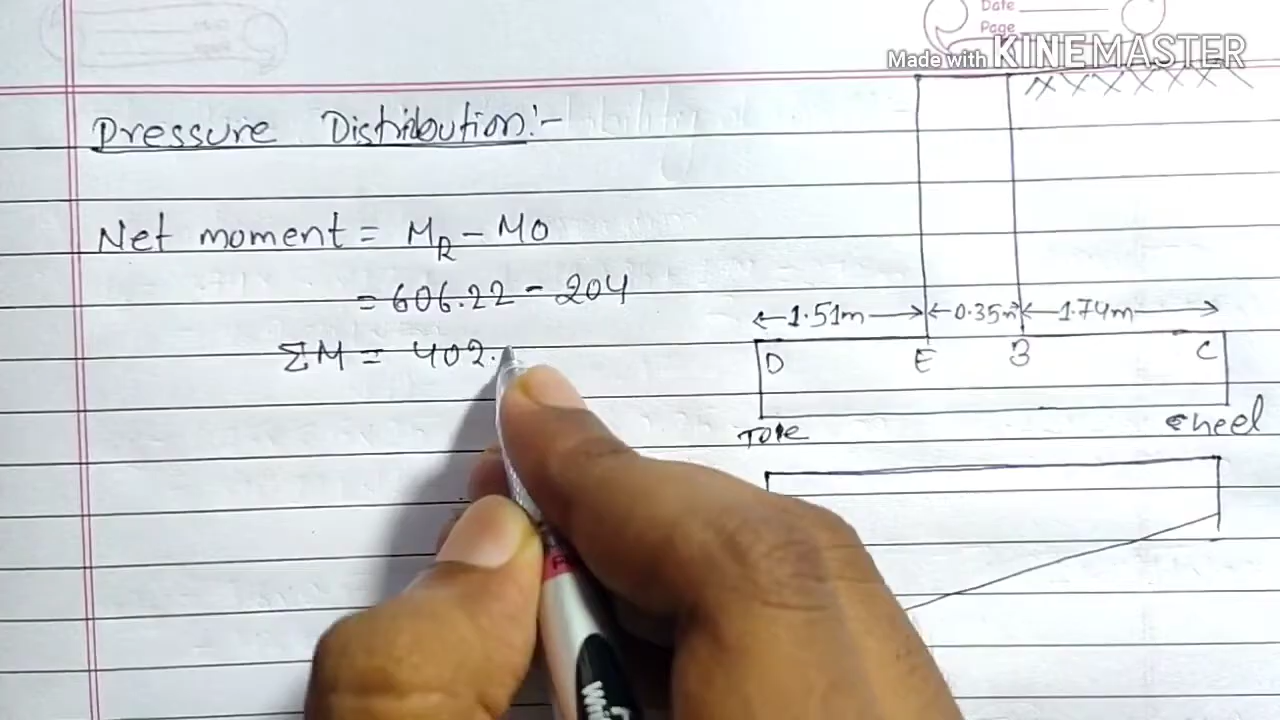 Date
Page
Made with KINEMASTER
Pressure Distribution:-
Net moment = MR - MO
= 606.22 - 204
ΣM = 402.
1.51m 0.35m 1.74m
D E B C
Toe heel